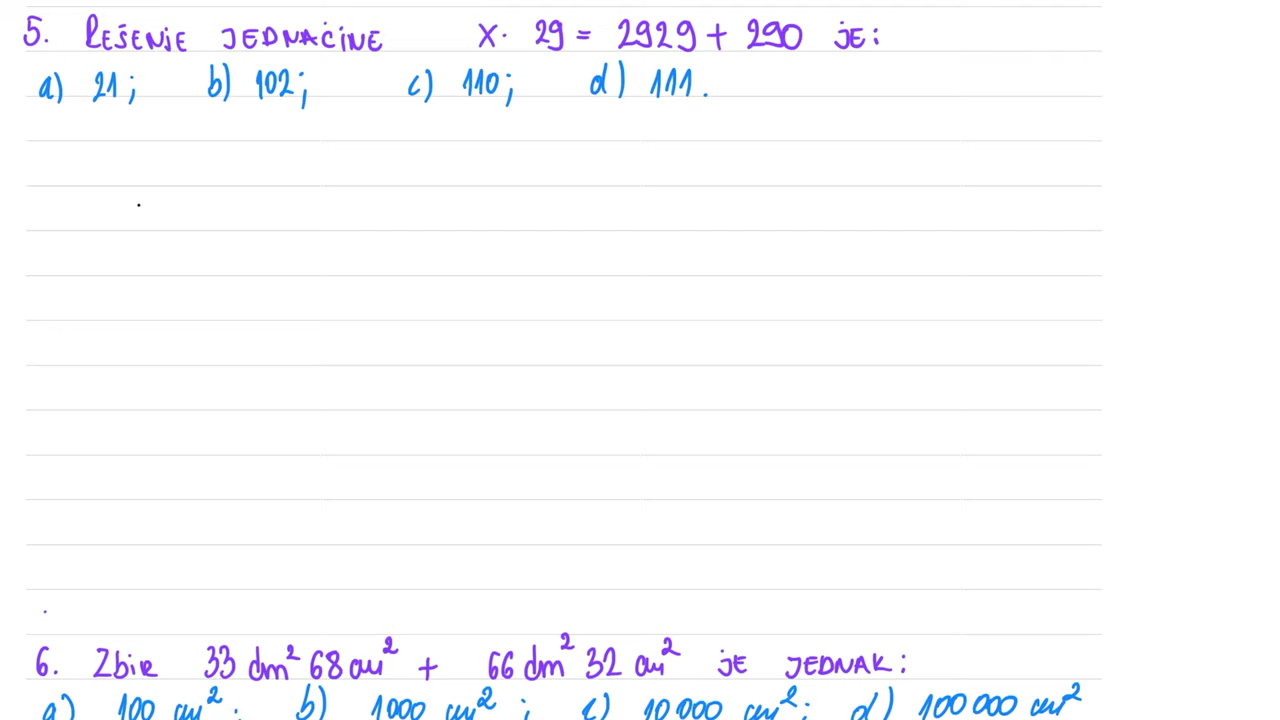 5. REŠENJE JEDNAČINE X · 29 = 2929 + 290 JE:
a) 21; b) 102; c) 110; d) 111.
6. Zbir 33 dm² 68 cm² + 66 dm² 32 cm² JE JEDNAK:
a) 100 cm²; b) 1000 cm²; c) 10 000 cm²; d) 100 000 cm²